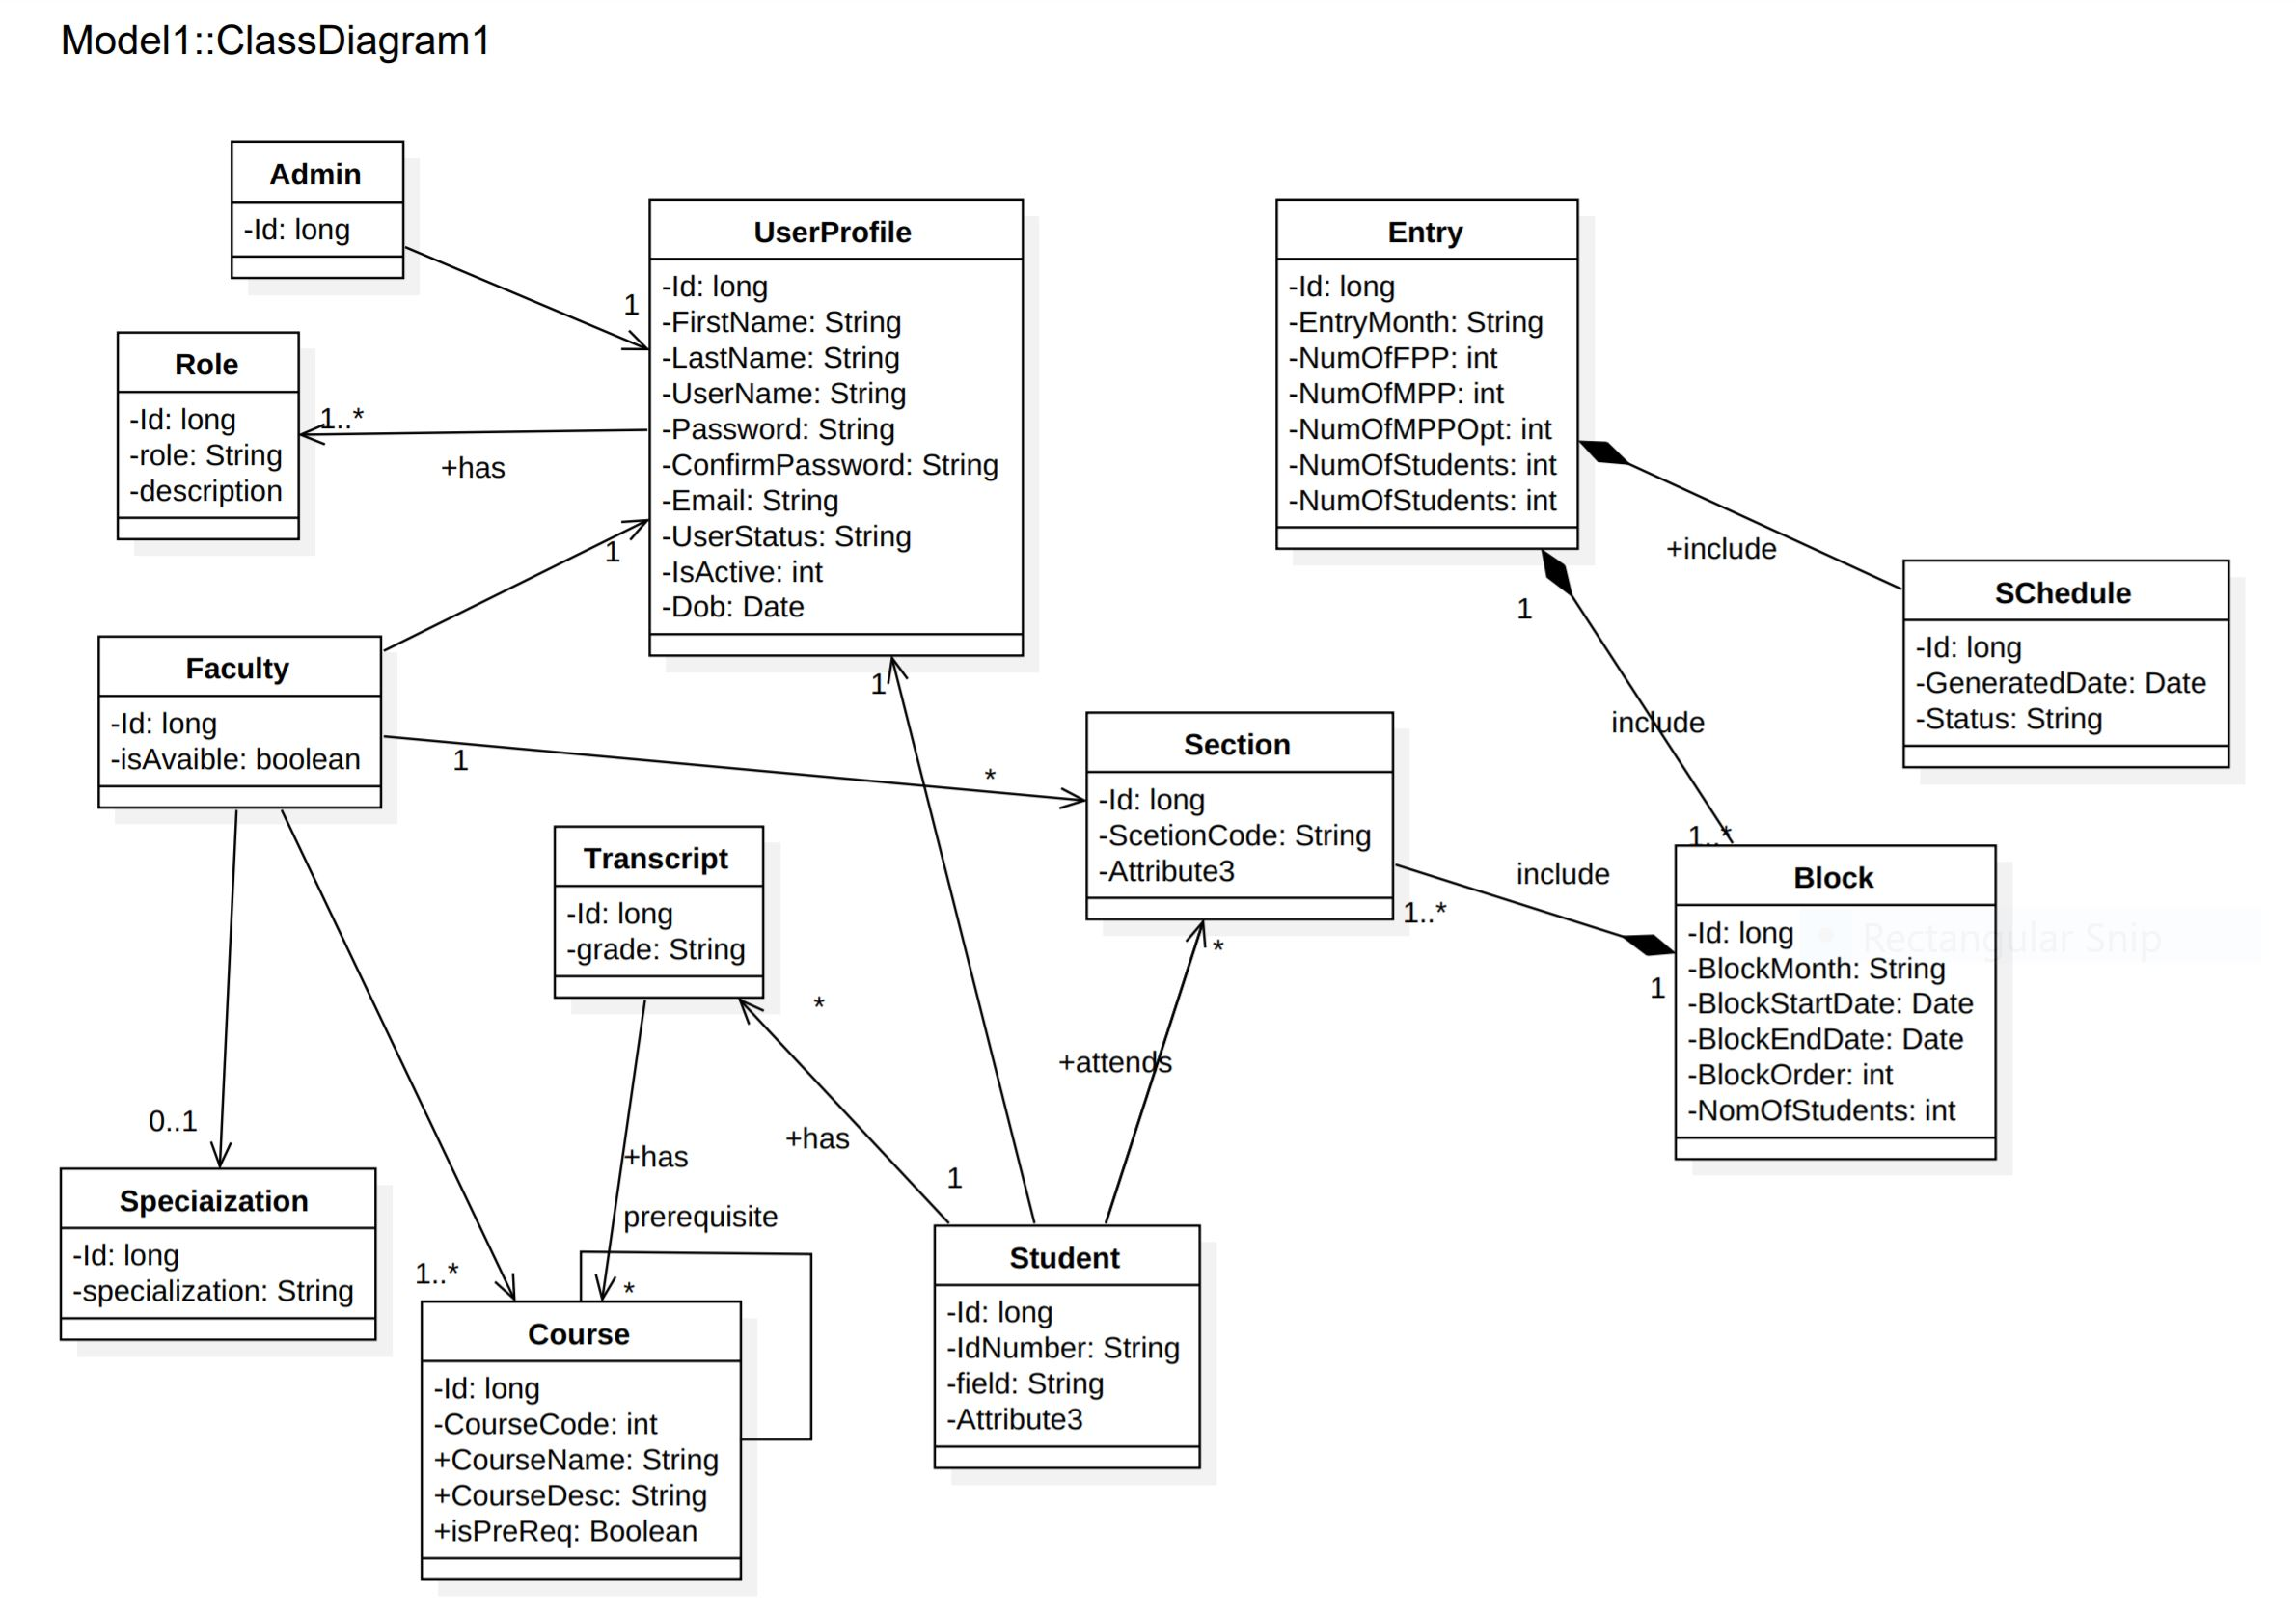 Model1::ClassDiagram1
Admin
-Id: long
Role
-Id: long
-role: String
-description
1
1..*
+has
UserProfile
-Id: long
-FirstName: String
-LastName: String
-UserName: String
-Password: String
-ConfirmPassword: String
-Email: String
-UserStatus: String
-IsActive: int
-Dob: Date
1
1
Entry
-Id: long
-EntryMonth: String
-NumOfFPP: int
-NumOfMPP: int
-NumOfMPPOpt: int
-NumOfStudents: int
-NumOfStudents: int
+include
1
include
1..*
SChedule
-Id: long
-GeneratedDate: Date
-Status: String
Faculty
-Id: long
-isAvaible: boolean
1
*
Section
-Id: long
-ScetionCode: String
-Attribute3
include
1..*
1
*
+attends
Block
-Id: long
-BlockMonth: String
-BlockStartDate: Date
-BlockEndDate: Date
-BlockOrder: int
-NomOfStudents: int
Rectangular Snip
Transcript
-Id: long
-grade: String
*
+has
1
+has
prerequisite
*
0..1
Speciaization
-Id: long
-specialization: String
1..*
Course
-Id: long
-CourseCode: int
+CourseName: String
+CourseDesc: String
+isPreReq: Boolean
Student
-Id: long
-IdNumber: String
-field: String
-Attribute3